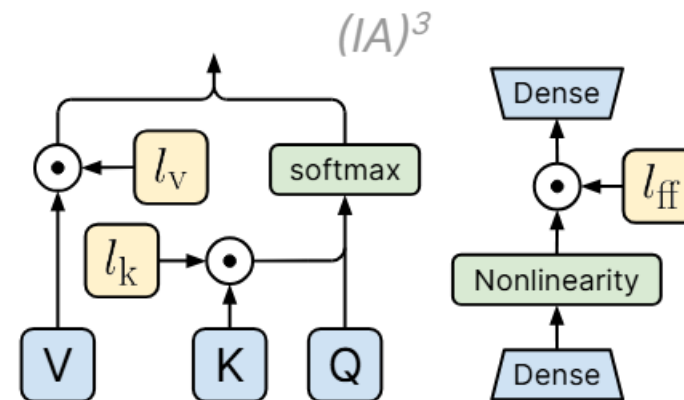 (IA)³
Dense
l_v
softmax
l_ff
l_k
Nonlinearity
V K Q
Dense